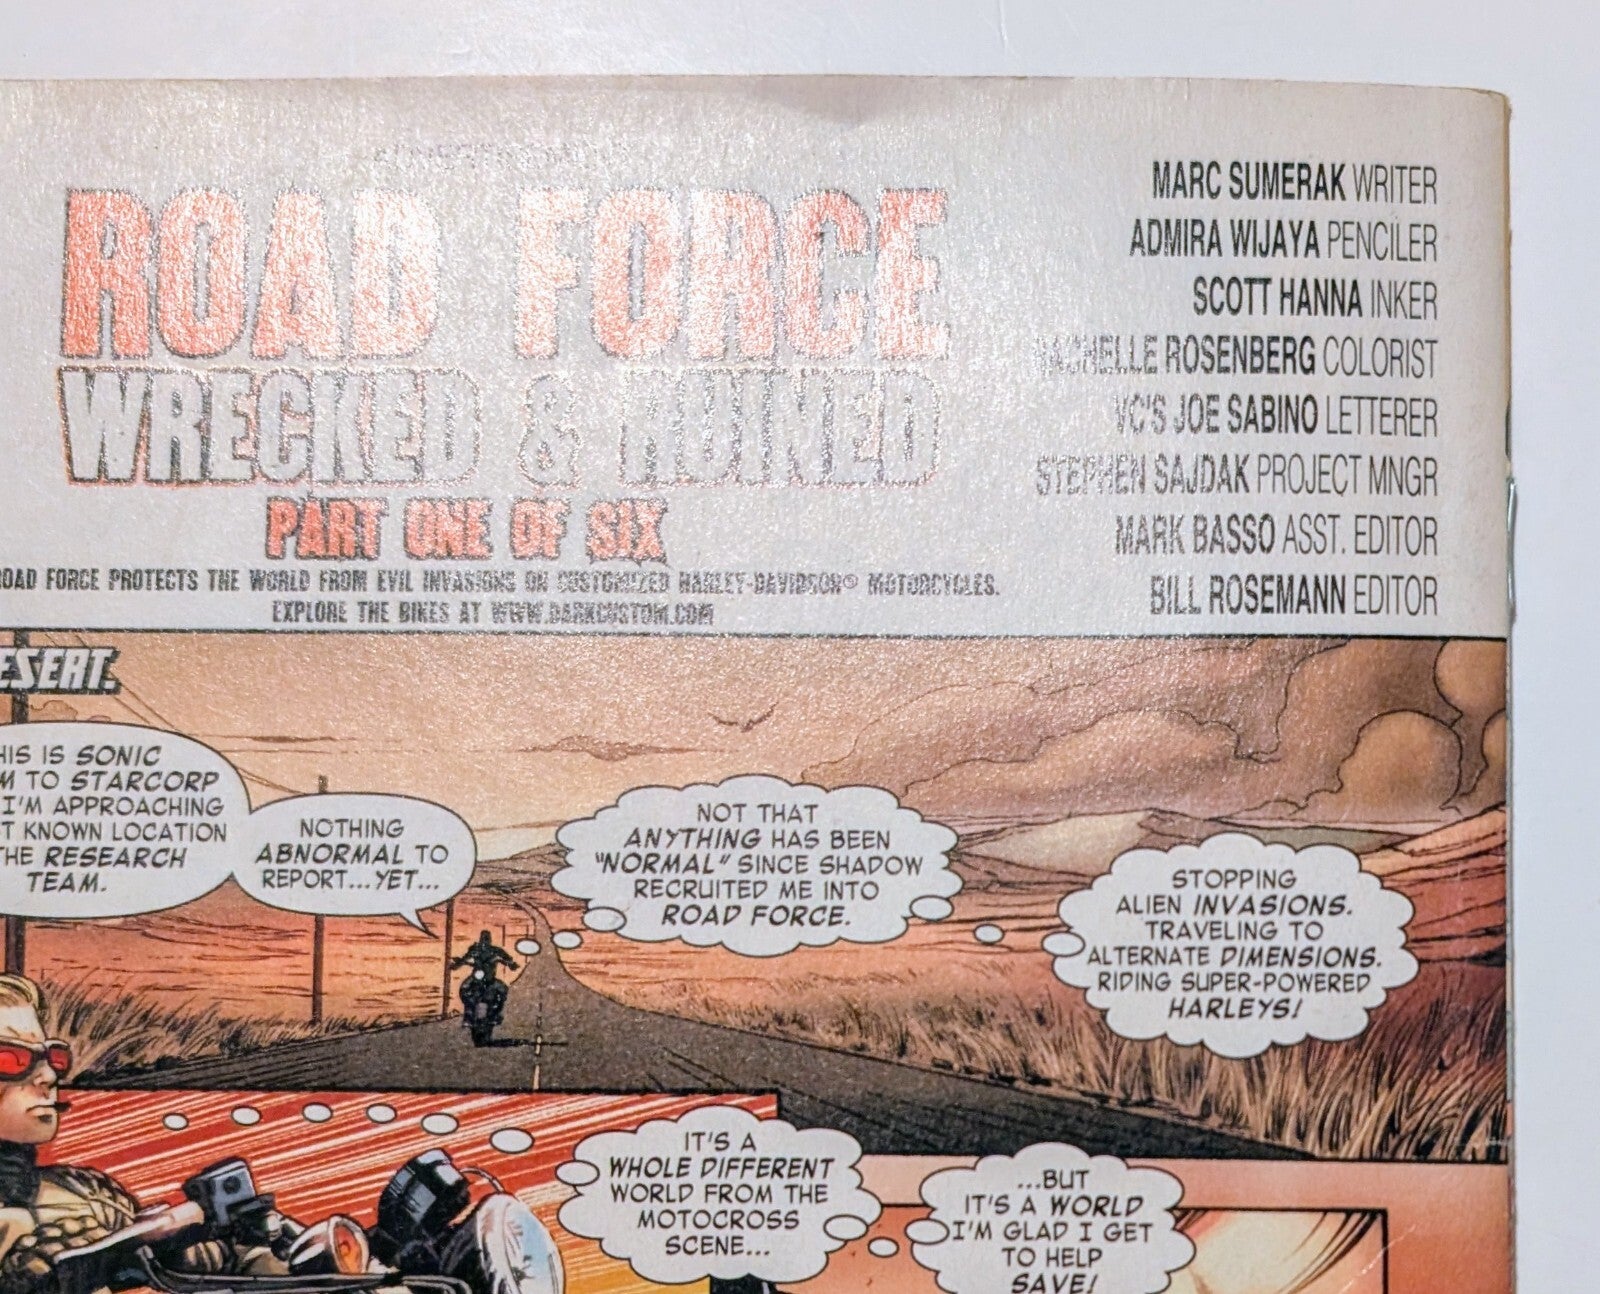 ADVERTISEMENT
ROAD FORCE
WRECKED & RUINED
PART ONE OF SIX
ROAD FORCE PROTECTS THE WORLD FROM EVIL INVASIONS ON CUSTOMIZED HARLEY-DAVIDSON® MOTORCYCLES.
EXPLORE THE BIKES AT WWW.DARKCUSTOM.COM
MARC SUMERAK WRITER
ADMIRA WIJAYA PENCILER
SCOTT HANNA INKER
RACHELLE ROSENBERG COLORIST
VC'S JOE SABINO LETTERER
STEPHEN SAJDAK PROJECT MNGR
MARK BASSO ASST. EDITOR
BILL ROSEMANN EDITOR
ESERT.
HIS IS SONIC
M TO STARCORP
I'M APPROACHING
T KNOWN LOCATION
THE RESEARCH
TEAM.
NOTHING
ABNORMAL TO
REPORT...YET...
NOT THAT
ANYTHING HAS BEEN
"NORMAL" SINCE SHADOW
RECRUITED ME INTO
ROAD FORCE.
STOPPING
ALIEN INVASIONS.
TRAVELING TO
ALTERNATE DIMENSIONS.
RIDING SUPER-POWERED
HARLEYS!
IT'S A
WHOLE DIFFERENT
WORLD FROM THE
MOTOCROSS
SCENE...
...BUT
IT'S A WORLD
I'M GLAD I GET
TO HELP
SAVE!